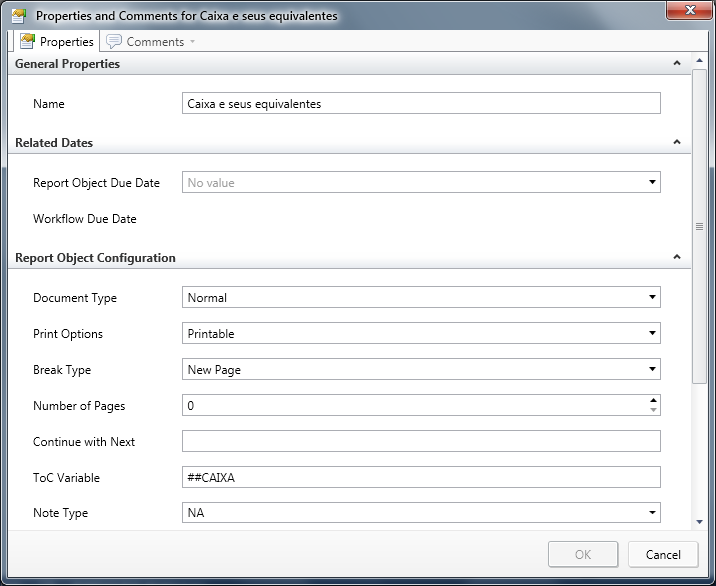 Properties and Comments for Caixa e seus equivalentes
Properties Comments
General Properties
Name Caixa e seus equivalentes
Related Dates
Report Object Due Date No value
Workflow Due Date
Report Object Configuration
Document Type Normal
Print Options Printable
Break Type New Page
Number of Pages 0
Continue with Next
ToC Variable ##CAIXA
Note Type NA
OK Cancel